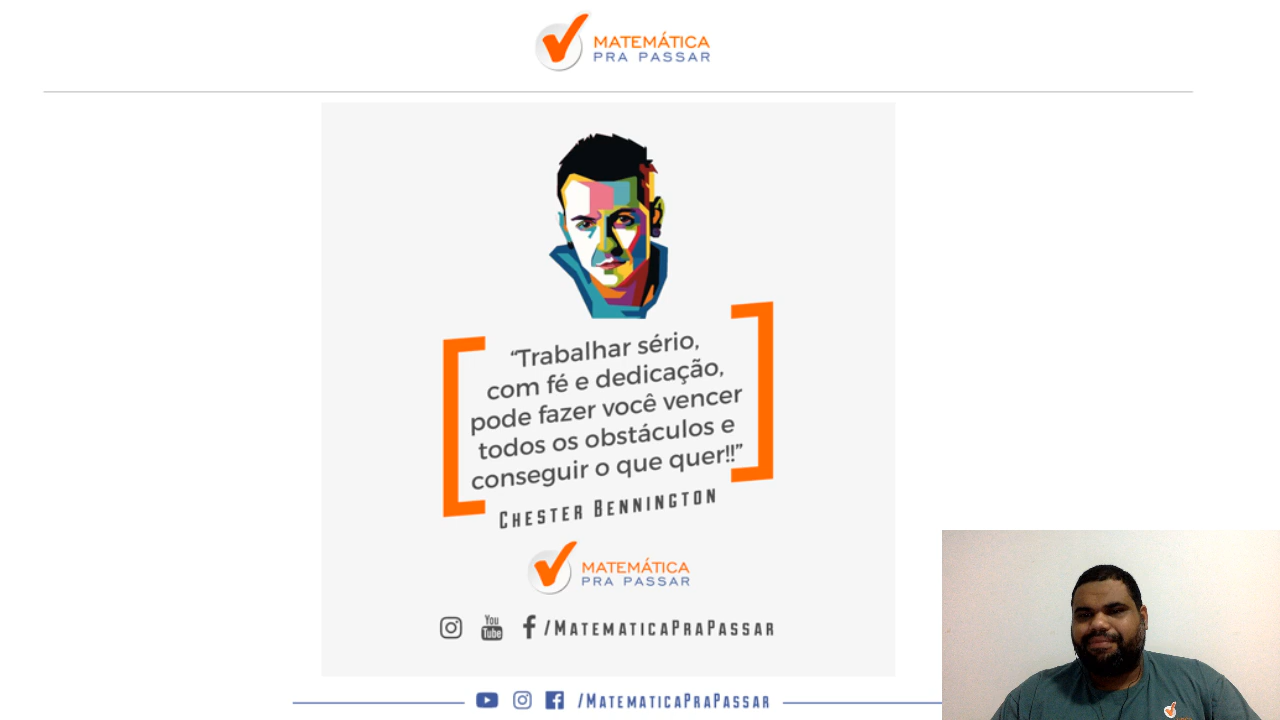 MATEMÁTICA
PRA PASSAR
“Trabalhar sério,
com fé e dedicação,
pode fazer você vencer
todos os obstáculos e
conseguir o que quer!!”
CHESTER BENNINGTON
MATEMÁTICA
PRA PASSAR
You
Tube
/MATEMATICAPRAPASSAR
/MATEMATICAPRAPASSAR